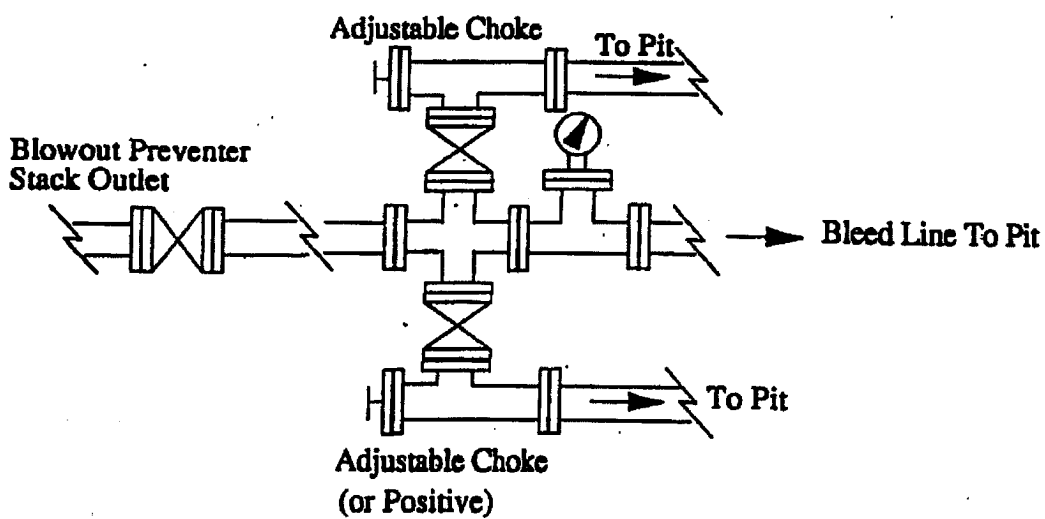 Adjustable Choke
To Pit
Blowout Preventer
Stack Outlet
Bleed Line To Pit
To Pit
Adjustable Choke
(or Positive)